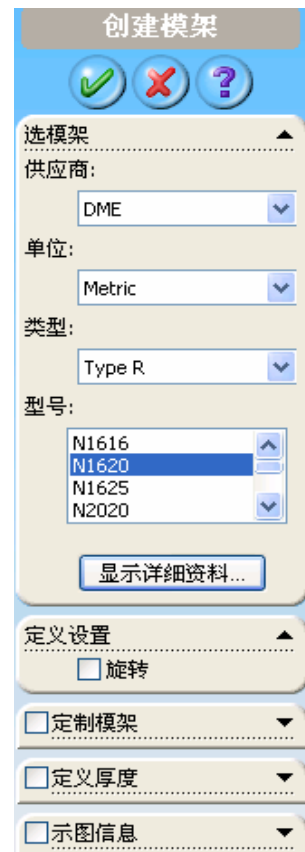 创建模架
?
选模架
供应商:
DME
单位:
Metric
类型:
Type R
型号:
N1616
N1620
N1625
N2020
显示详细资料...
定义设置
旋转
定制模架
定义厚度
示图信息